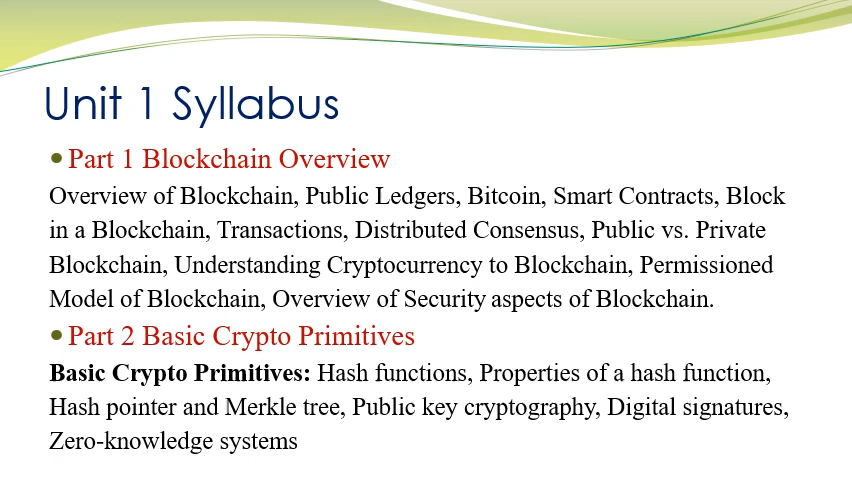 Unit 1 Syllabus
• Part 1 Blockchain Overview
Overview of Blockchain, Public Ledgers, Bitcoin, Smart Contracts, Block
in a Blockchain, Transactions, Distributed Consensus, Public vs. Private
Blockchain, Understanding Cryptocurrency to Blockchain, Permissioned
Model of Blockchain, Overview of Security aspects of Blockchain.
• Part 2 Basic Crypto Primitives
Basic Crypto Primitives: Hash functions, Properties of a hash function,
Hash pointer and Merkle tree, Public key cryptography, Digital signatures,
Zero-knowledge systems